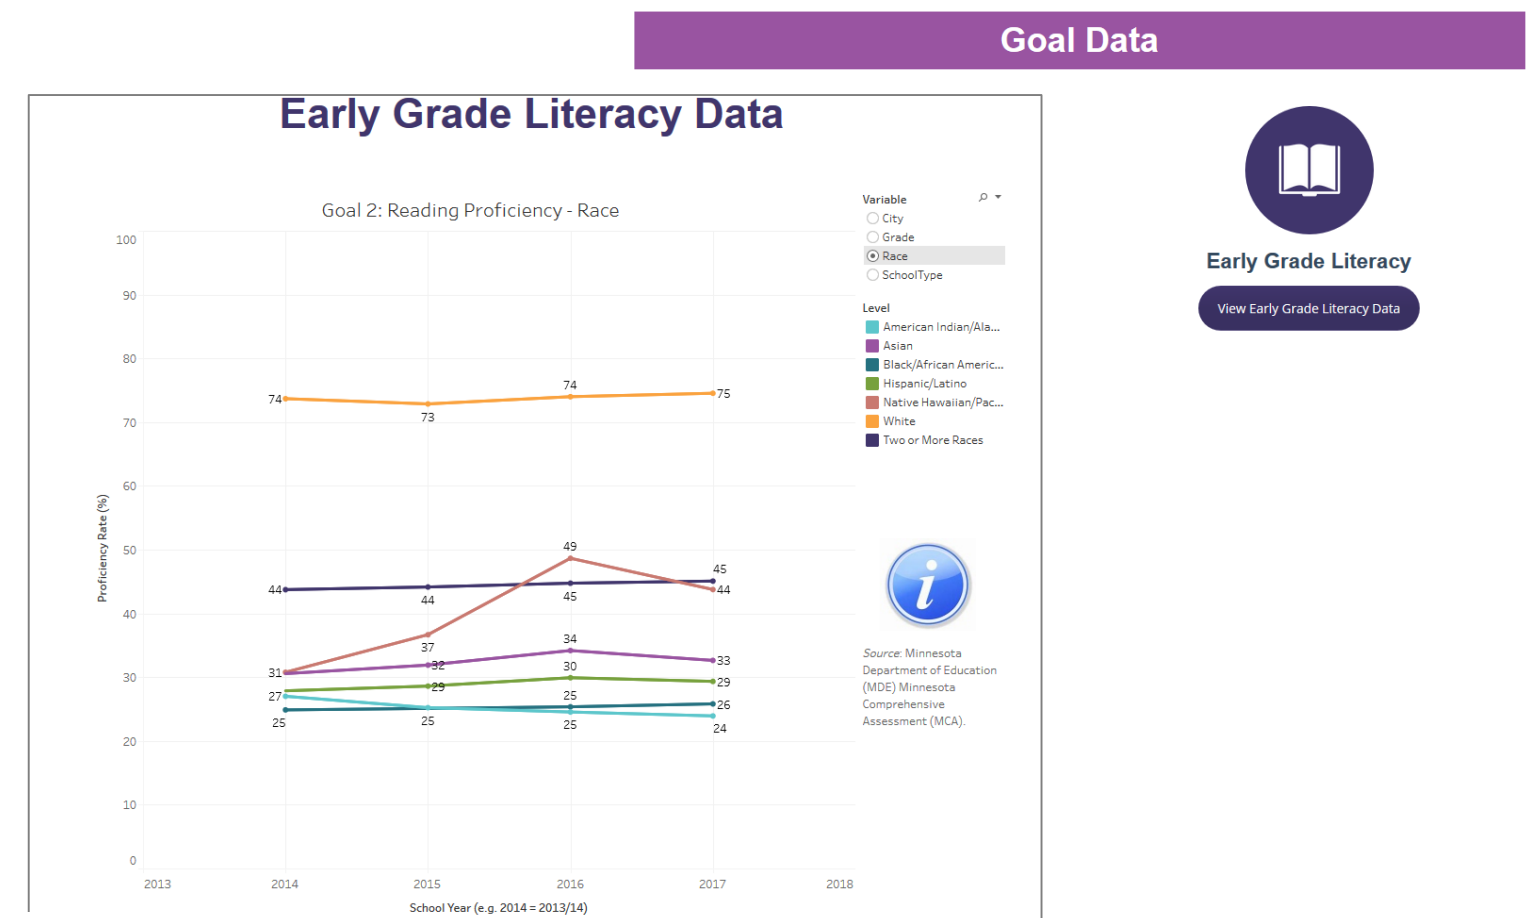 Goal Data
Early Grade Literacy Data
Goal 2: Reading Proficiency - Race
100
90
80
70
60
50
40
30
20
10
0
Proficiency Rate (%)
74
73
74
75
49
45
44
44
45
44
37
34
31
32
33
30
29
29
27
25
26
25
25
25
24
2013
2014
2015
2016
2017
2018
School Year (e.g. 2014 = 2013/14)
Variable
City
Grade
Race
SchoolType
Level
American Indian/Ala...
Asian
Black/African Americ...
Hispanic/Latino
Native Hawaiian/Pac...
White
Two or More Races
i
Source: Minnesota
Department of Education
(MDE) Minnesota
Comprehensive
Assessment (MCA).
Early Grade Literacy
View Early Grade Literacy Data